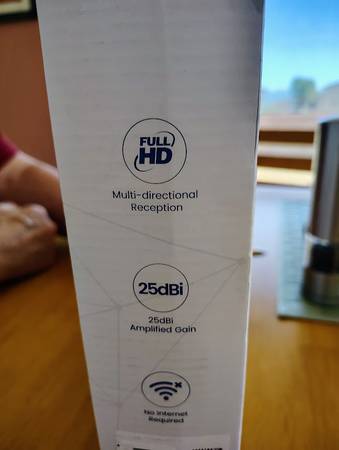 FULL
HD
Multi-directional
Reception
25dBi
25dBi
Amplified Gain
No Internet
Required